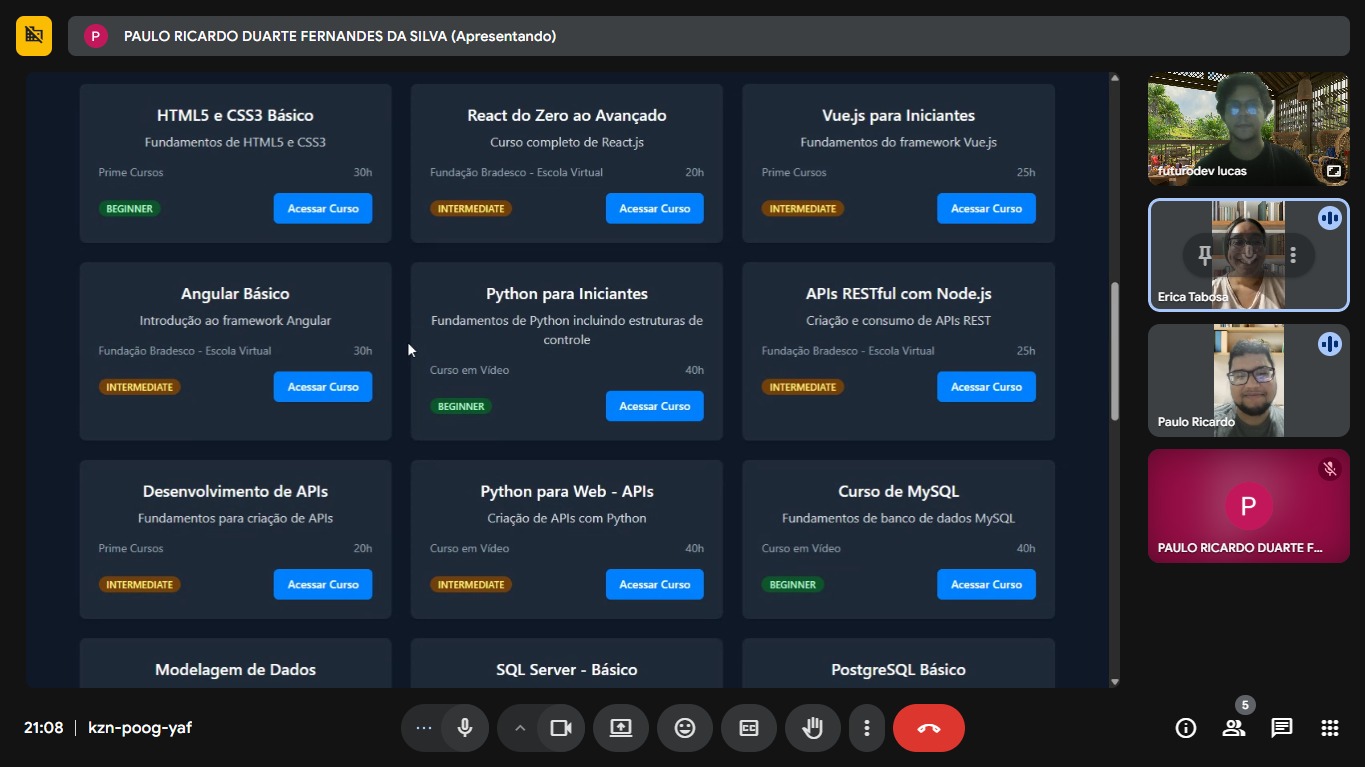 P PAULO RICARDO DUARTE FERNANDES DA SILVA (Apresentando)
HTML5 e CSS3 Básico
Fundamentos de HTML5 e CSS3
Prime Cursos 30h
BEGINNER Acessar Curso
React do Zero ao Avançado
Curso completo de React.js
Fundação Bradesco - Escola Virtual 20h
INTERMEDIATE Acessar Curso
Vue.js para Iniciantes
Fundamentos do framework Vue.js
Prime Cursos 25h
INTERMEDIATE Acessar Curso
Angular Básico
Introdução ao framework Angular
Fundação Bradesco - Escola Virtual 30h
INTERMEDIATE Acessar Curso
Python para Iniciantes
Fundamentos de Python incluindo estruturas de
controle
Curso em Vídeo 40h
BEGINNER Acessar Curso
APIs RESTful com Node.js
Criação e consumo de APIs REST
Fundação Bradesco - Escola Virtual 25h
INTERMEDIATE Acessar Curso
Desenvolvimento de APIs
Fundamentos para criação de APIs
Prime Cursos 20h
INTERMEDIATE Acessar Curso
Python para Web - APIs
Criação de APIs com Python
Curso em Vídeo 40h
INTERMEDIATE Acessar Curso
Curso de MySQL
Fundamentos de banco de dados MySQL
Curso em Vídeo 40h
BEGINNER Acessar Curso
Modelagem de Dados
SQL Server - Básico
PostgreSQL Básico
futurodev lucas
Erica Tabosa
Paulo Ricardo
P
PAULO RICARDO DUARTE F...
21:08 | kzn-poog-yaf
5